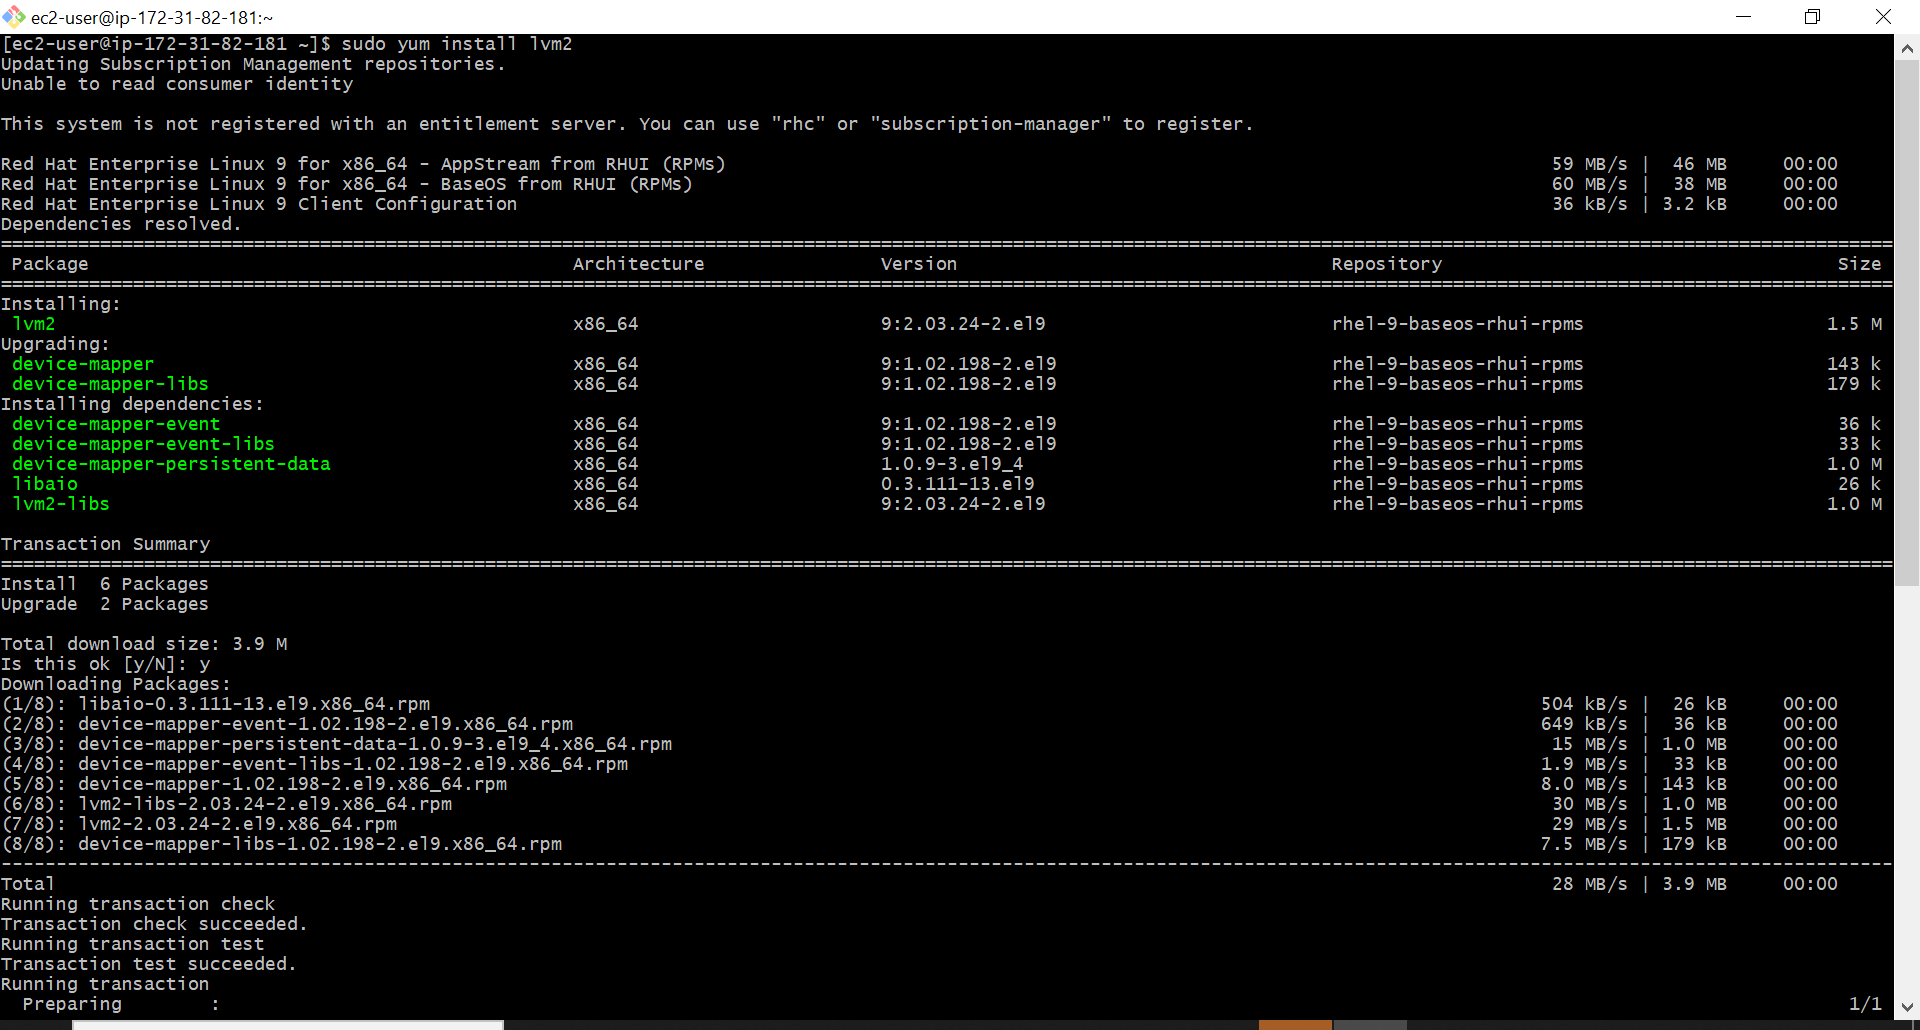 ec2-user@ip-172-31-82-181:~
[ec2-user@ip-172-31-82-181 ~]$ sudo yum install lvm2
Updating Subscription Management repositories.
Unable to read consumer identity
This system is not registered with an entitlement server. You can use "rhc" or "subscription-manager" to register.
Red Hat Enterprise Linux 9 for x86_64 - AppStream from RHUI (RPMs) 59 MB/s | 46 MB 00:00
Red Hat Enterprise Linux 9 for x86_64 - BaseOS from RHUI (RPMs) 60 MB/s | 38 MB 00:00
Red Hat Enterprise Linux 9 Client Configuration 36 kB/s | 3.2 kB 00:00
Dependencies resolved.
Package Architecture Version Repository Size
Installing:
lvm2 x86_64 9:2.03.24-2.el9 rhel-9-baseos-rhui-rpms 1.5 M
Upgrading:
device-mapper x86_64 9:1.02.198-2.el9 rhel-9-baseos-rhui-rpms 143 k
device-mapper-libs x86_64 9:1.02.198-2.el9 rhel-9-baseos-rhui-rpms 179 k
Installing dependencies:
device-mapper-event x86_64 9:1.02.198-2.el9 rhel-9-baseos-rhui-rpms 36 k
device-mapper-event-libs x86_64 9:1.02.198-2.el9 rhel-9-baseos-rhui-rpms 33 k
device-mapper-persistent-data x86_64 1.0.9-3.el9_4 rhel-9-baseos-rhui-rpms 1.0 M
libaio x86_64 0.3.111-13.el9 rhel-9-baseos-rhui-rpms 26 k
lvm2-libs x86_64 9:2.03.24-2.el9 rhel-9-baseos-rhui-rpms 1.0 M
Transaction Summary
Install 6 Packages
Upgrade 2 Packages
Total download size: 3.9 M
Is this ok [y/N]: y
Downloading Packages:
(1/8): libaio-0.3.111-13.el9.x86_64.rpm 504 kB/s | 26 kB 00:00
(2/8): device-mapper-event-1.02.198-2.el9.x86_64.rpm 649 kB/s | 36 kB 00:00
(3/8): device-mapper-persistent-data-1.0.9-3.el9_4.x86_64.rpm 15 MB/s | 1.0 MB 00:00
(4/8): device-mapper-event-libs-1.02.198-2.el9.x86_64.rpm 1.9 MB/s | 33 kB 00:00
(5/8): device-mapper-1.02.198-2.el9.x86_64.rpm 8.0 MB/s | 143 kB 00:00
(6/8): lvm2-libs-2.03.24-2.el9.x86_64.rpm 30 MB/s | 1.0 MB 00:00
(7/8): lvm2-2.03.24-2.el9.x86_64.rpm 29 MB/s | 1.5 MB 00:00
(8/8): device-mapper-libs-1.02.198-2.el9.x86_64.rpm 7.5 MB/s | 179 kB 00:00
Total 28 MB/s | 3.9 MB 00:00
Running transaction check
Transaction check succeeded.
Running transaction test
Transaction test succeeded.
Running transaction
Preparing : 1/1